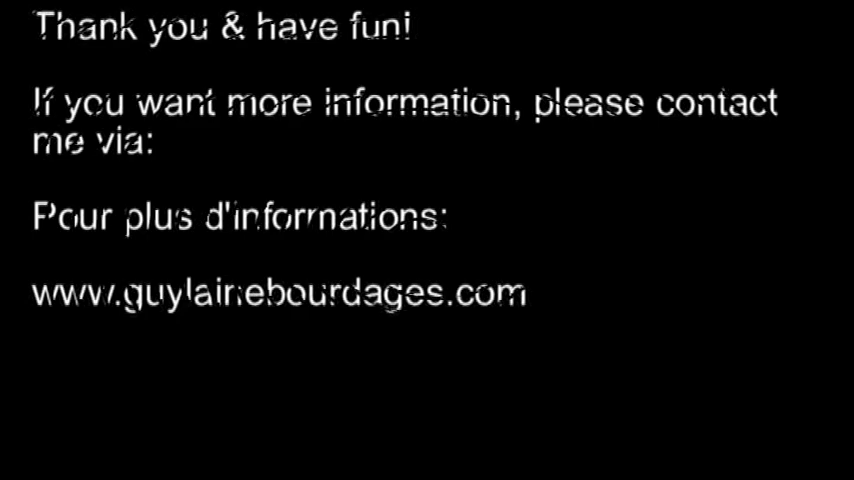 Thank you & have fun!
If you want more information, please contact
me via:
Pour plus d'informations:
www.guylainebourdages.com